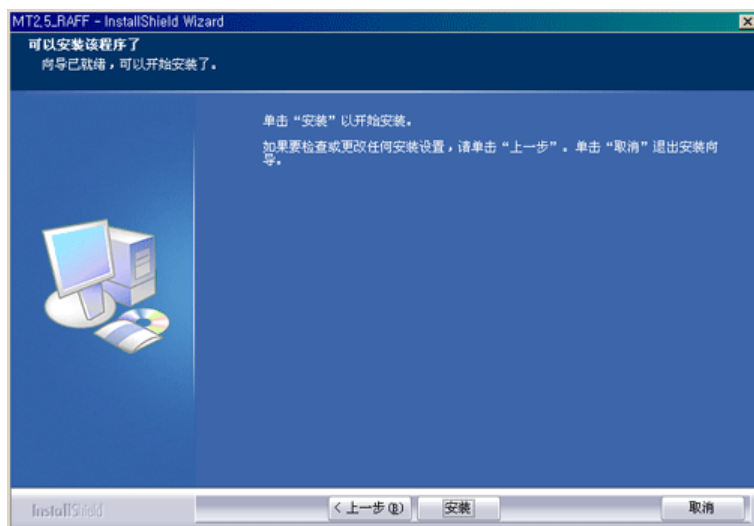 MT2,5_RAFF - InstallShield Wizard
可以安装该程序了
向导已就绪，可以开始安装了。
单击“安装”以开始安装。
如果要检查或更改任何安装设置，请单击“上一步”。单击“取消”退出安装向
导。
InstallShield
< 上一步(B)
安装
取消